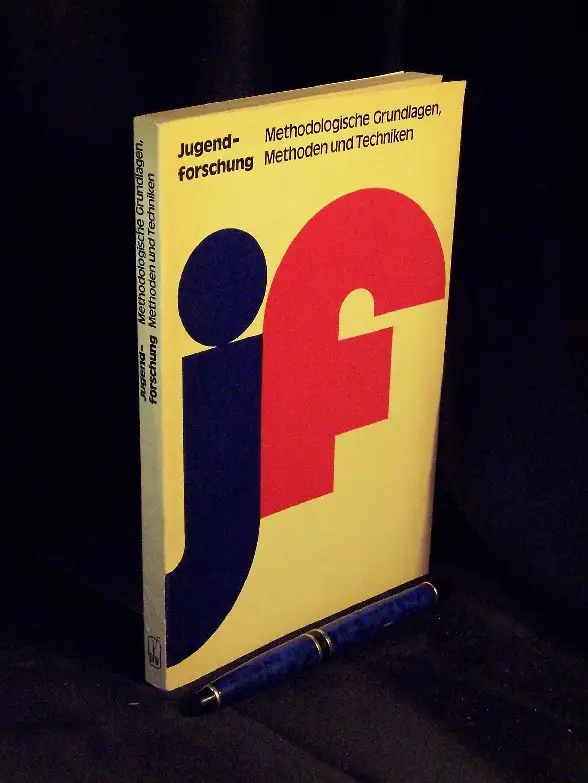 Jugend-
forschung
Methodologische Grundlagen,
Methoden und Techniken
jf
Jugend-
forschung
Methodologische Grundlagen,
Methoden und Techniken